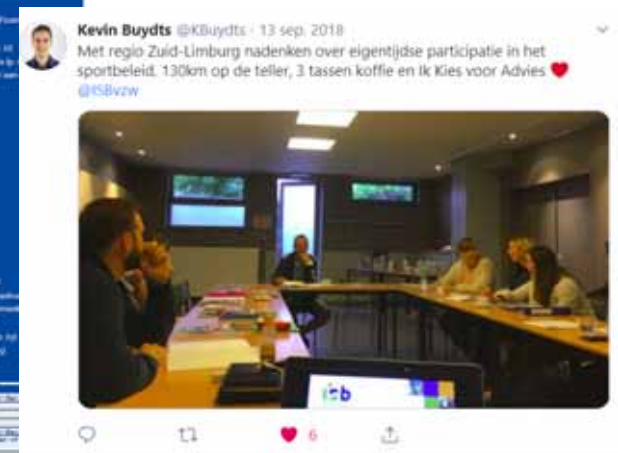 Kevin Buydts @KBuydts · 13 sep. 2018
Met regio Zuid-Limburg nadenken over eigentijdse participatie in het
sportbeleid. 130km op de teller, 3 tassen koffie en Ik Kies voor Advies ❤
@ISBvzw
isb
6